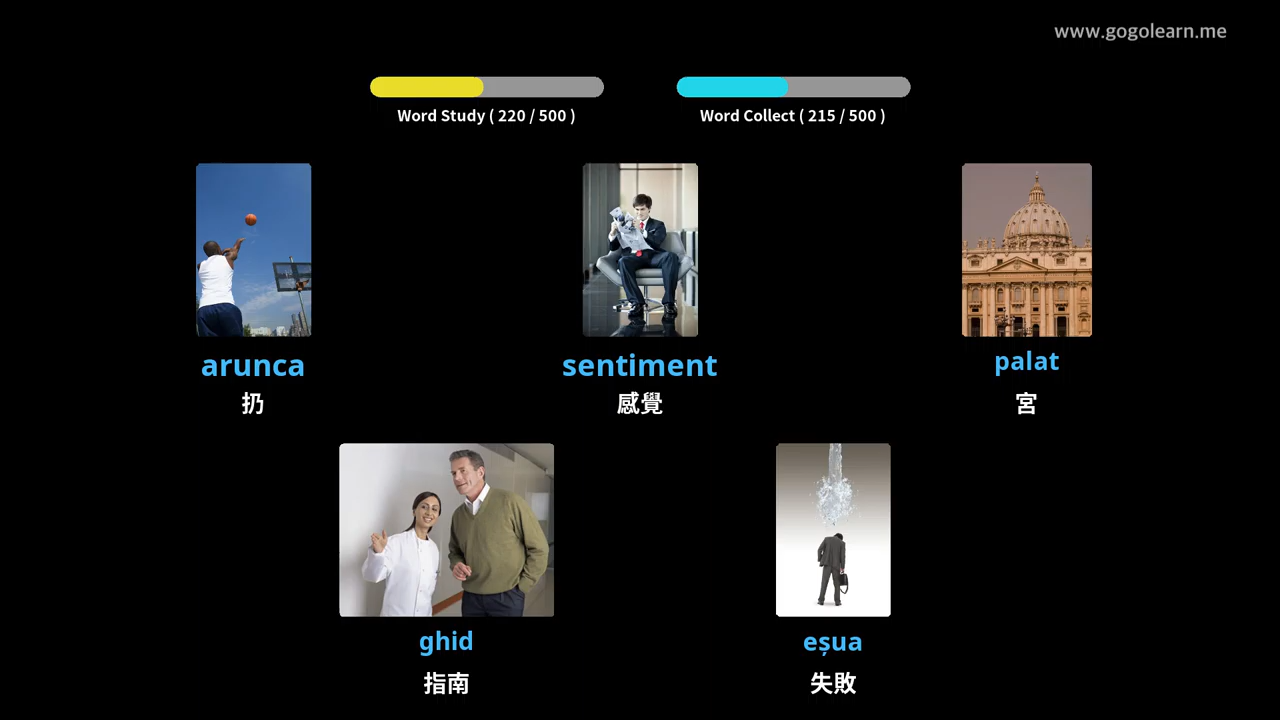 www.gogolearn.me
Word Study ( 220 / 500 )
Word Collect ( 215 / 500 )
arunca
扔
sentiment
感覺
palat
宮
ghid
指南
eșua
失敗